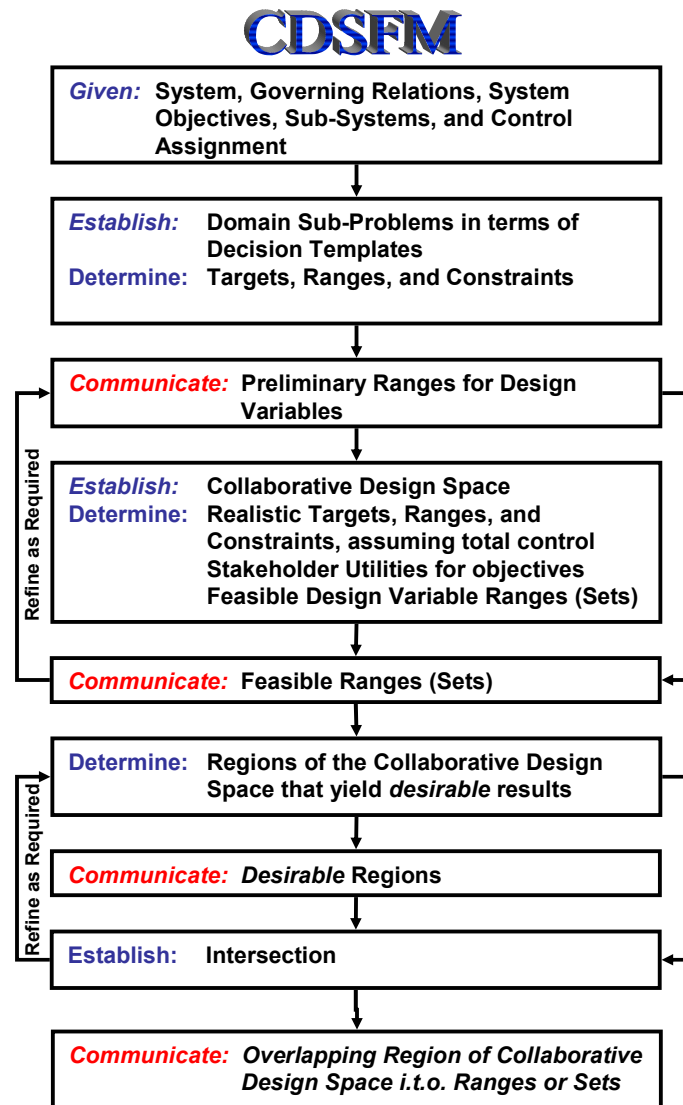 CDSFM
Given: System, Governing Relations, System
Objectives, Sub-Systems, and Control
Assignment
Establish: Domain Sub-Problems in terms of
Decision Templates
Determine: Targets, Ranges, and Constraints
Communicate: Preliminary Ranges for Design
Variables
Refine as Required
Establish: Collaborative Design Space
Determine: Realistic Targets, Ranges, and
Constraints, assuming total control
Stakeholder Utilities for objectives
Feasible Design Variable Ranges (Sets)
Communicate: Feasible Ranges (Sets)
Determine: Regions of the Collaborative Design
Space that yield desirable results
Refine as Required
Communicate: Desirable Regions
Establish: Intersection
Communicate: Overlapping Region of Collaborative
Design Space i.t.o. Ranges or Sets